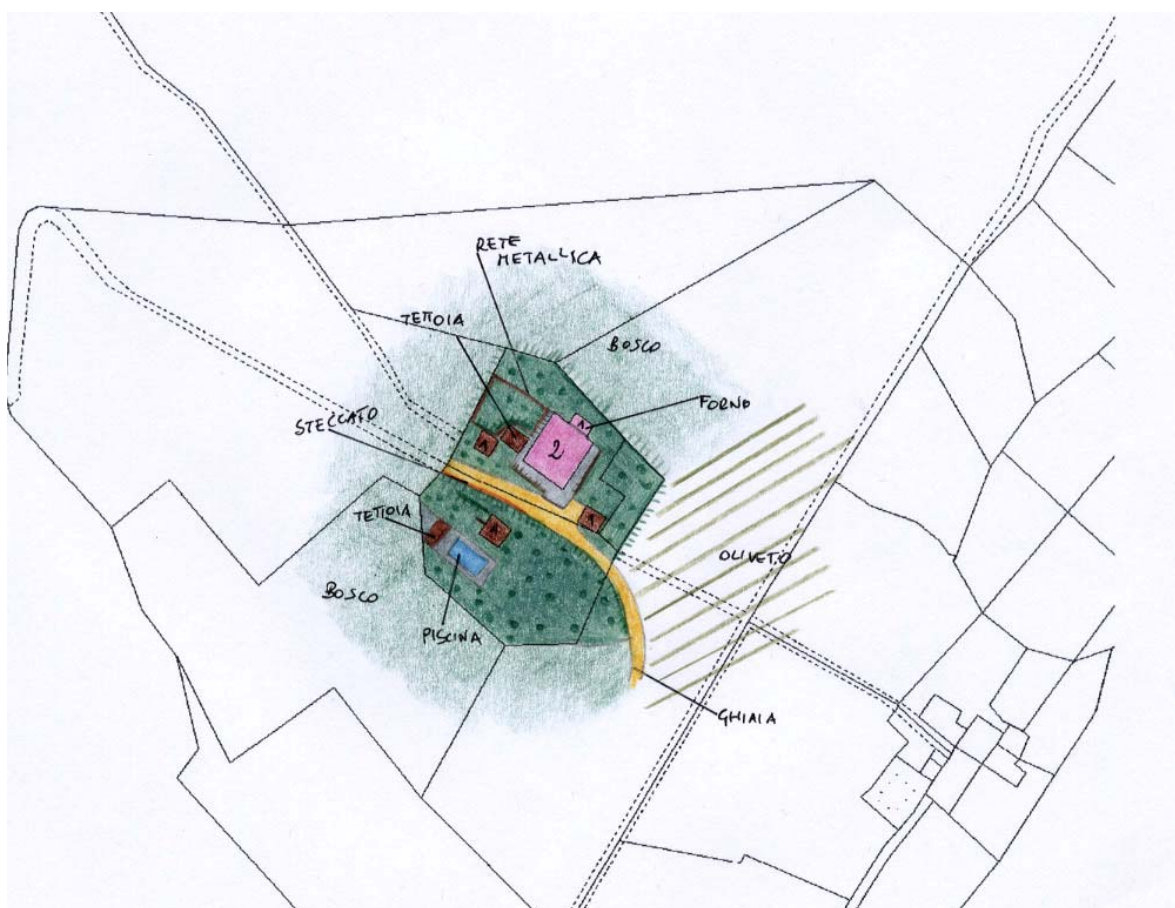 RETE
METALLICA
TETTOIA
BOSCO
FORNO
STECCATO
2
TETTOIA
OLIVETO
BOSCO
PISCINA
GHIAIA